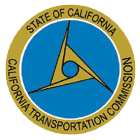 STATE OF CALIFORNIA
CALIFORNIA TRANSPORTATION COMMISSION